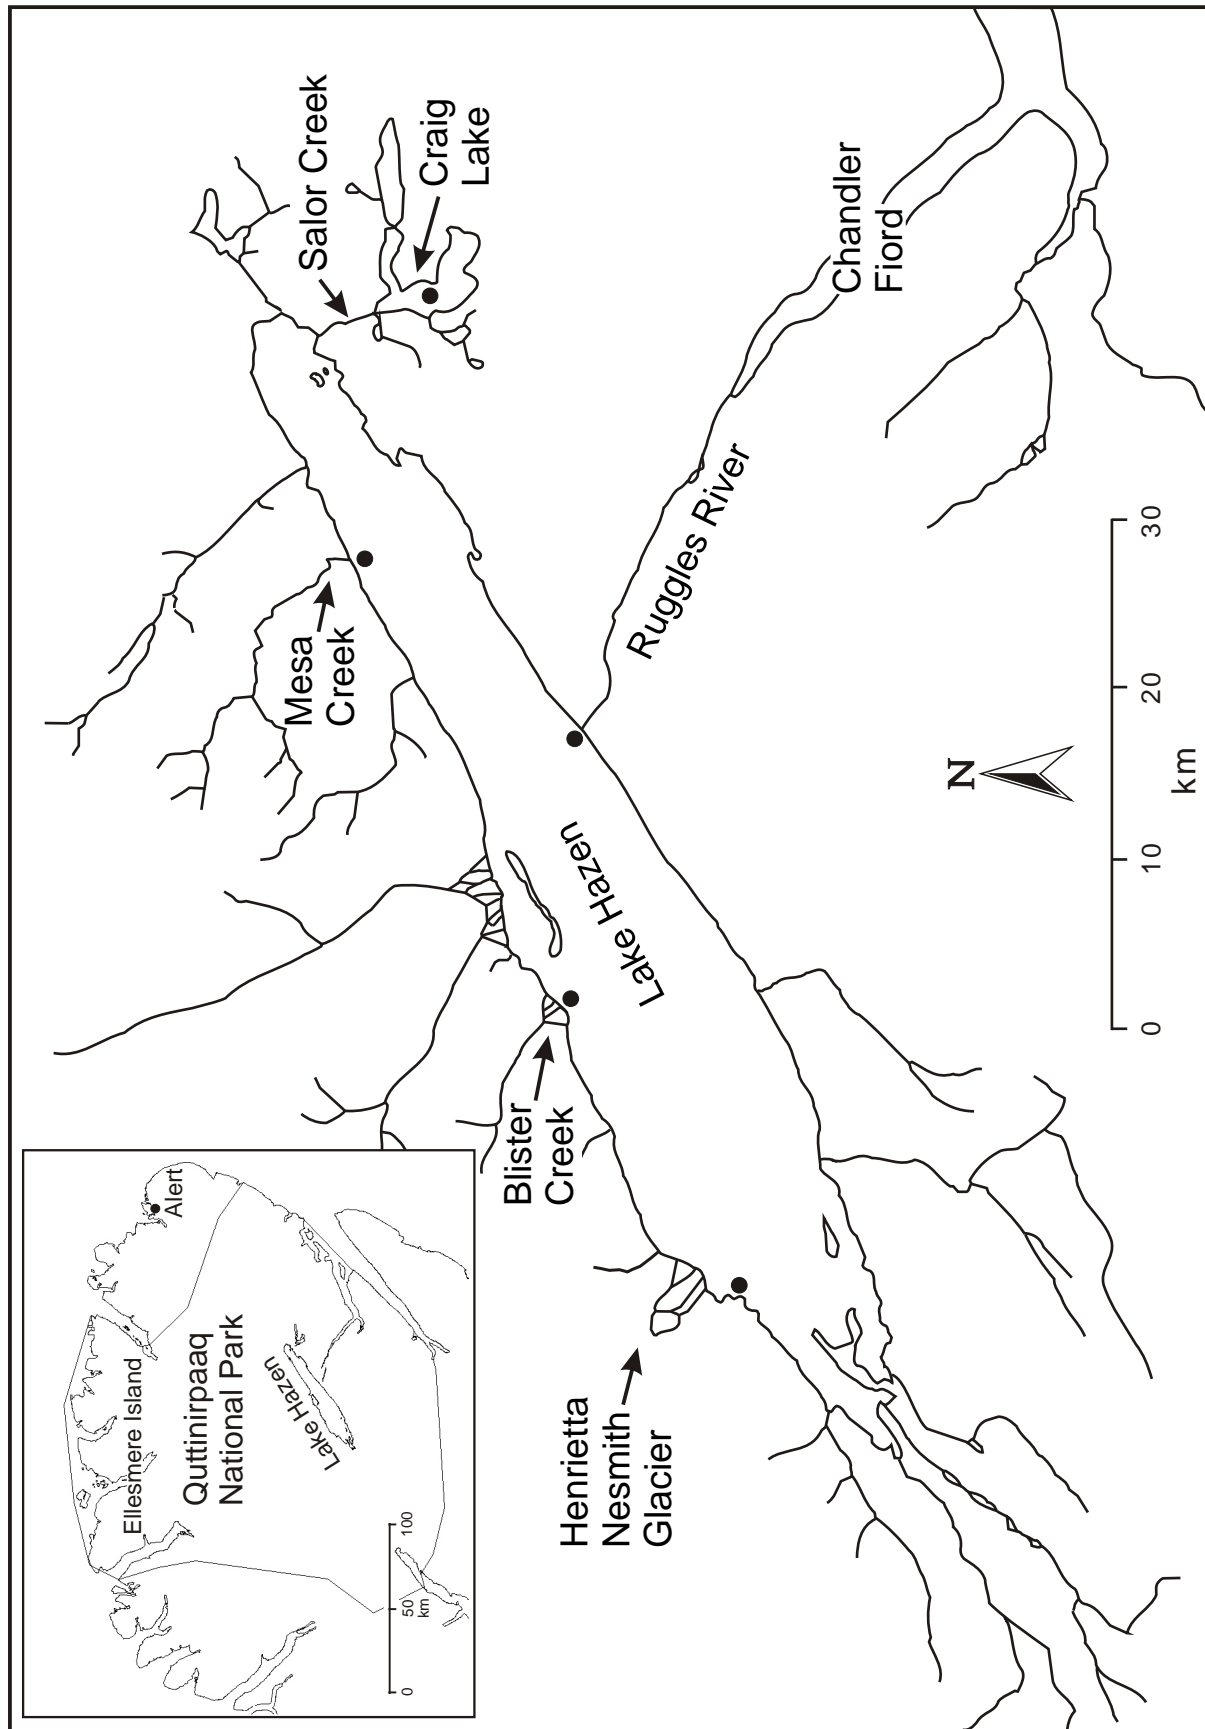 Alert
Ellesmere Island
Quttinirpaaq
National Park
Lake Hazen
0
50
100
km
Salor Creek
Craig
Lake
Mesa
Creek
Chandler
Fiord
Ruggles River
Lake Hazen
Blister
Creek
Henrietta
Nesmith
Glacier
N
0
10
20
30
km